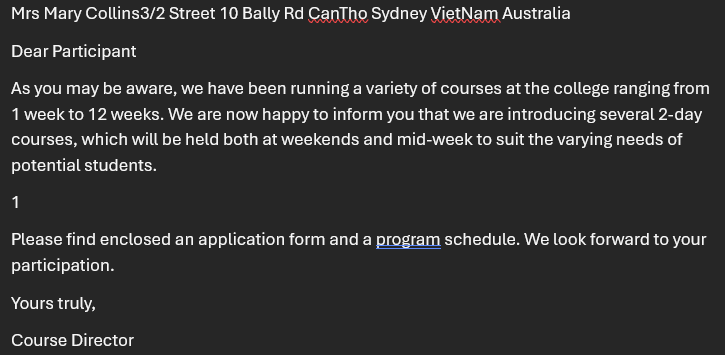 Mrs Mary Collins3/2 Street 10 Bally Rd CanTho Sydney VietNam Australia
Dear Participant
As you may be aware, we have been running a variety of courses at the college ranging from
1 week to 12 weeks. We are now happy to inform you that we are introducing several 2-day
courses, which will be held both at weekends and mid-week to suit the varying needs of
potential students.
1
Please find enclosed an application form and a program schedule. We look forward to your
participation.
Yours truly,
Course Director